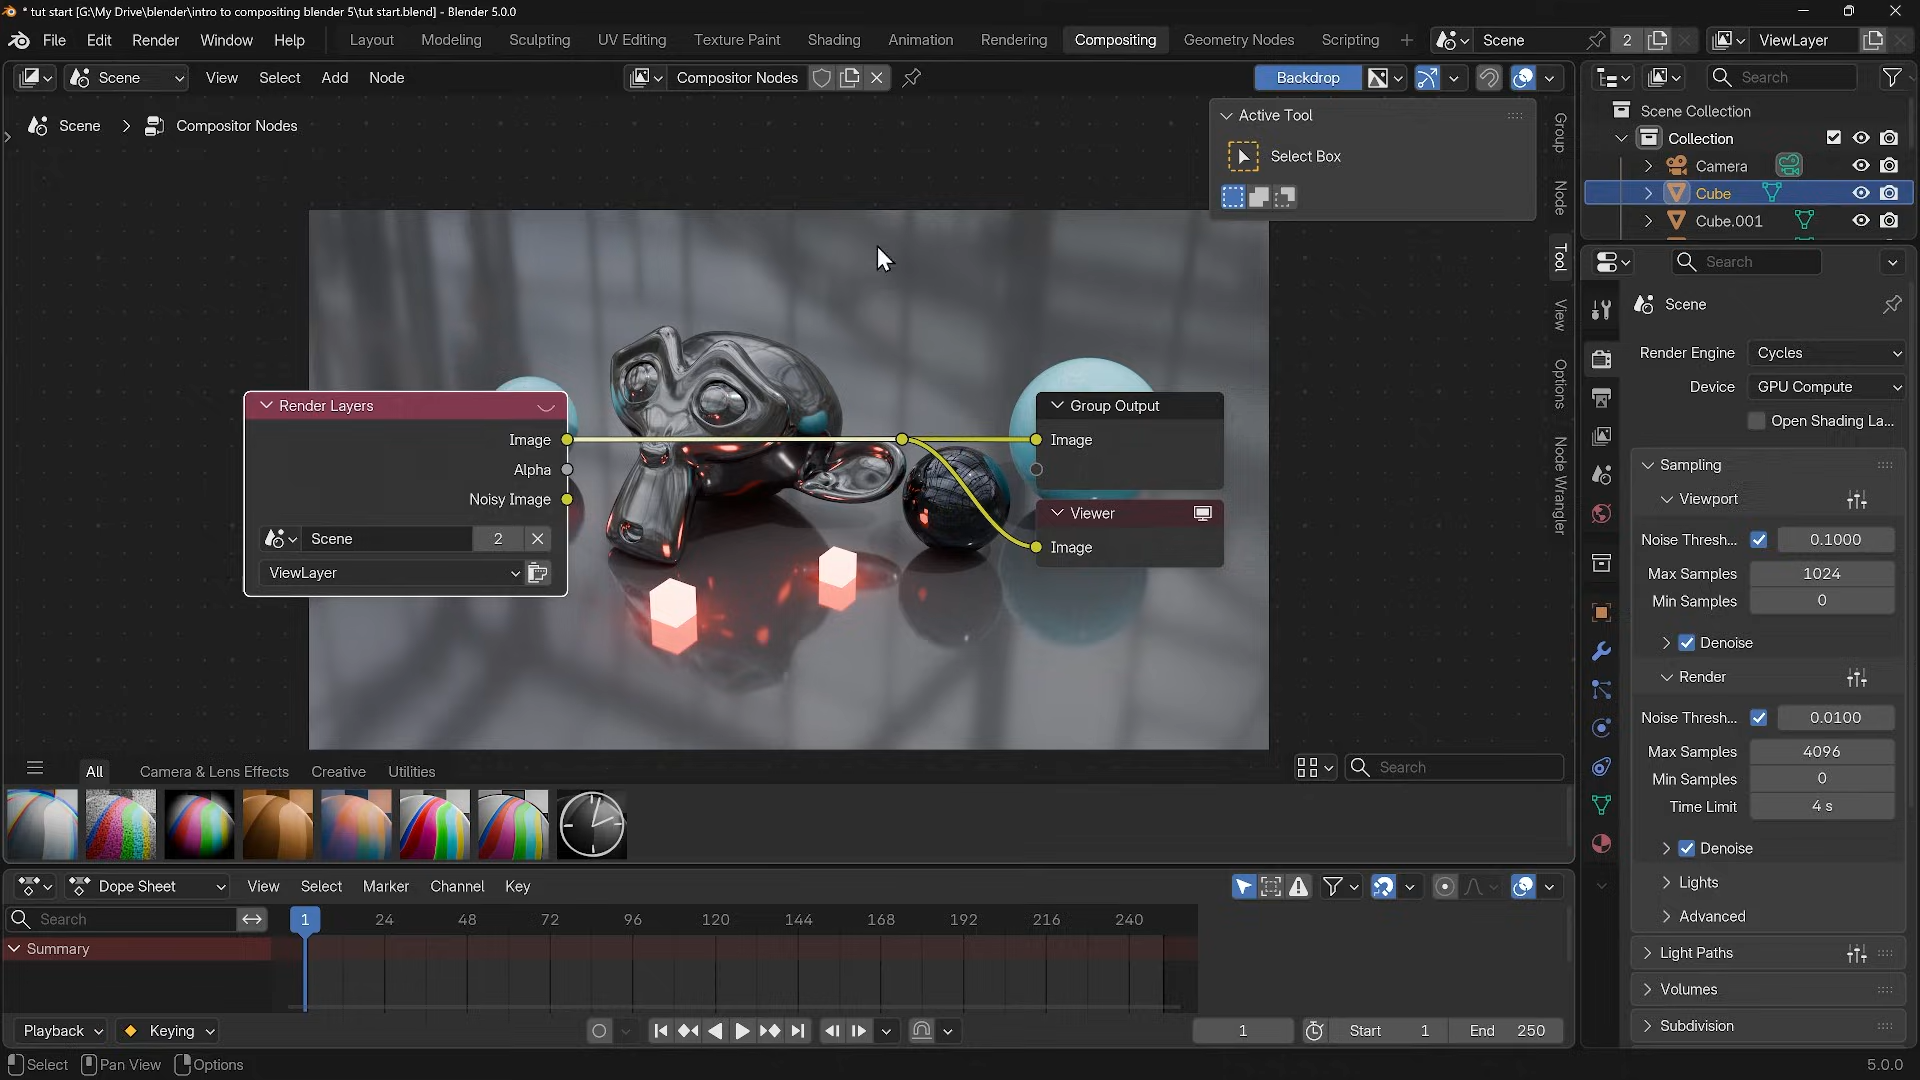 * tut start [G:\My Drive\blender\intro to compositing blender 5\tut start.blend] - Blender 5.0.0
File Edit Render Window Help Layout Modeling Sculpting UV Editing Texture Paint Shading Animation Rendering Compositing Geometry Nodes Scripting + Scene 2 ViewLayer
Scene View Select Add Node Compositor Nodes Backdrop Search
Scene > Compositor Nodes
Active Tool
Select Box
Group
Node
Tool
View
Options
Node Wrangler
Scene Collection
Collection
Camera
Cube
Cube.001
Search
Scene
Render Engine Cycles
Device GPU Compute
Open Shading La...
Sampling
Viewport
Noise Thresh... 0.1000
Max Samples 1024
Min Samples 0
Denoise
Render
Noise Thresh... 0.0100
Max Samples 4096
Min Samples 0
Time Limit 4 s
Denoise
Lights
Advanced
Light Paths
Volumes
Subdivision
Render Layers
Image
Alpha
Noisy Image
Scene 2
ViewLayer
Group Output
Image
Viewer
Image
All Camera & Lens Effects Creative Utilities Search
Dope Sheet View Select Marker Channel Key
Search 1 24 48 72 96 120 144 168 192 216 240
Summary
Playback Keying 1 Start 1 End 250
Select Pan View Options 5.0.0